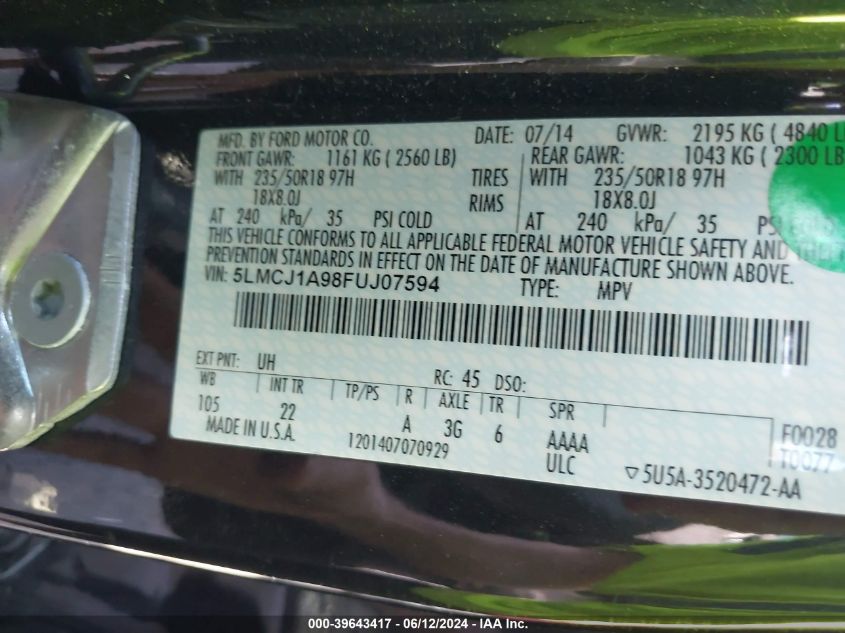 MFD. BY FORD MOTOR CO. DATE: 07/14 GVWR: 2195 KG ( 4840 L
FRONT GAWR: 1161 KG ( 2560 LB) REAR GAWR: 1043 KG ( 2300 LB
WITH 235/50R18 97H TIRES WITH 235/50R18 97H
18X8.0J RIMS 18X8.0J
AT 240 kPa/ 35 PSI COLD AT 240 kPa/ 35 PSI
THIS VEHICLE CONFORMS TO ALL APPLICABLE FEDERAL MOTOR VEHICLE SAFETY AND THEFT
PREVENTION STANDARDS IN EFFECT ON THE DATE OF MANUFACTURE SHOWN ABOVE.
VIN: 5LMCJ1A98FUJ07594 TYPE: MPV
EXT PNT: UH RC: 45 DSO:
WB INT TR TP/PS R AXLE TR SPR
105 22 A 3G 6 AAAA F0028
MADE IN U.S.A. 1201407070929 ULC T0077
▽5U5A-3520472-AA
000-39643417 - 06/12/2024 - IAA Inc.